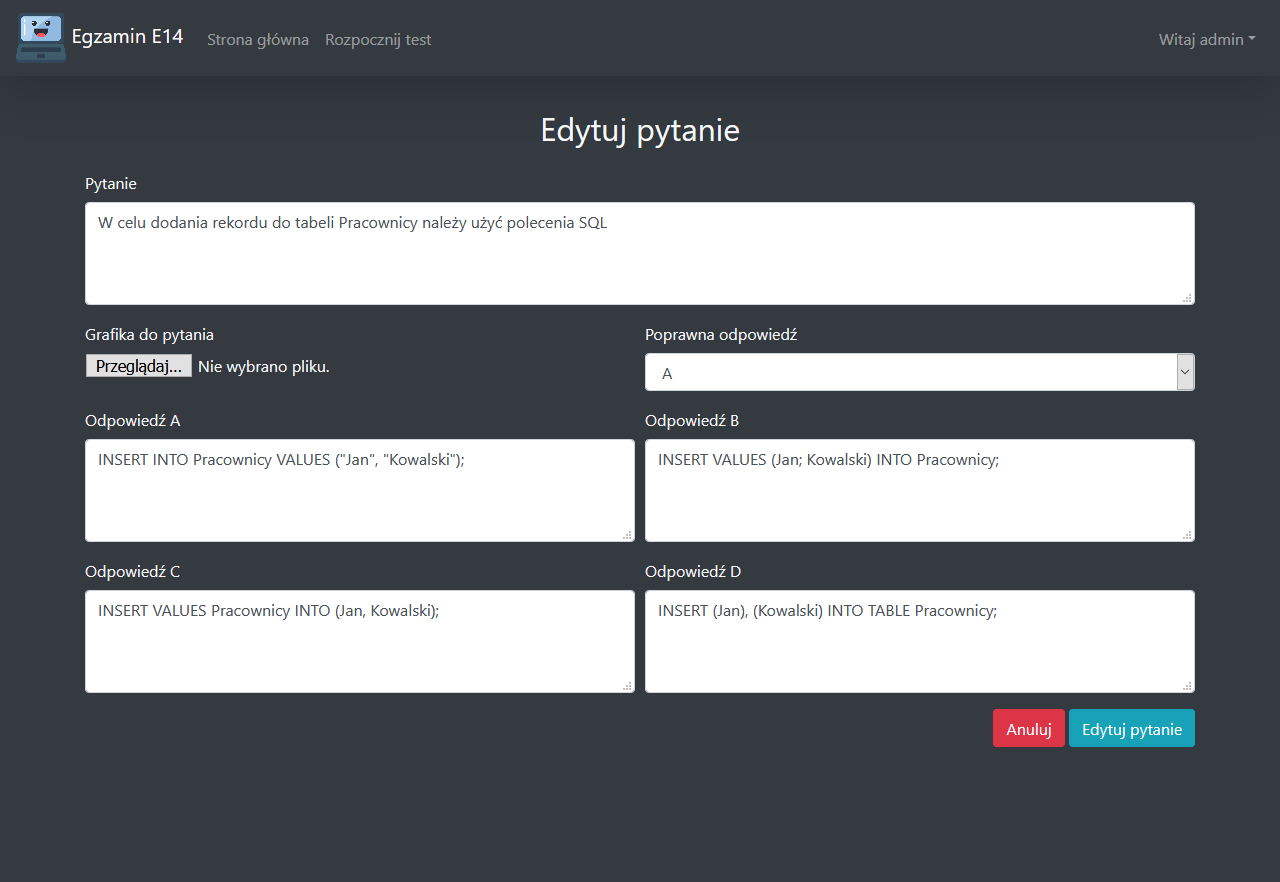 Egzamin E14 Strona główna Rozpocznij test Witaj admin
Edytuj pytanie
Pytanie
W celu dodania rekordu do tabeli Pracownicy należy użyć polecenia SQL
Grafika do pytania Poprawna odpowiedź
Przeglądaj... Nie wybrano pliku. A
Odpowiedź A Odpowiedź B
INSERT INTO Pracownicy VALUES ("Jan", "Kowalski"); INSERT VALUES (Jan; Kowalski) INTO Pracownicy;
Odpowiedź C Odpowiedź D
INSERT VALUES Pracownicy INTO (Jan, Kowalski); INSERT (Jan), (Kowalski) INTO TABLE Pracownicy;
Anuluj Edytuj pytanie